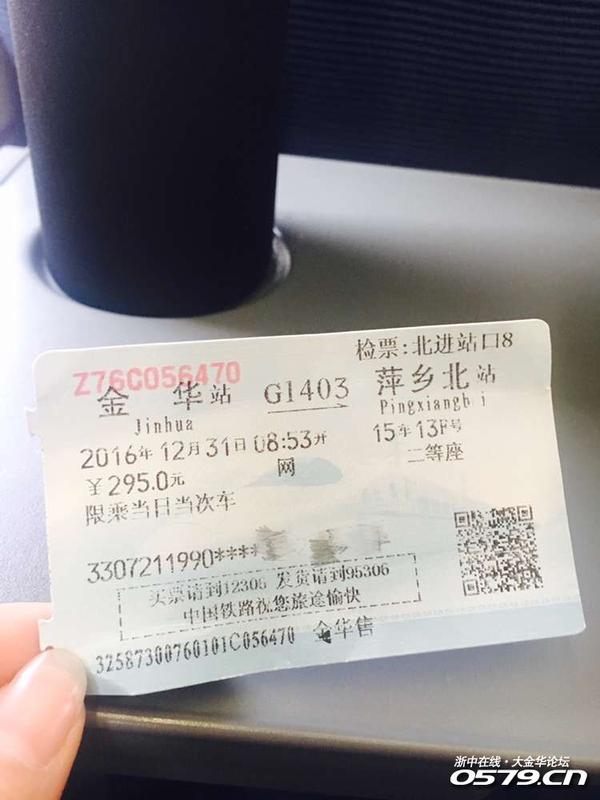 检票:北进站口8
Z76C056470
金华站 G1403 萍乡北站
Jinhua Pingxiangbei
2016年12月31日08:53开 15车13F号
¥295.0元 网 二等座
限乘当日当次车
3307211990****
买票请到12306 发货请到95306
中国铁路祝您旅途愉快
32587300760101C056470 金华售
浙中在线·大金华论坛
0579.cn